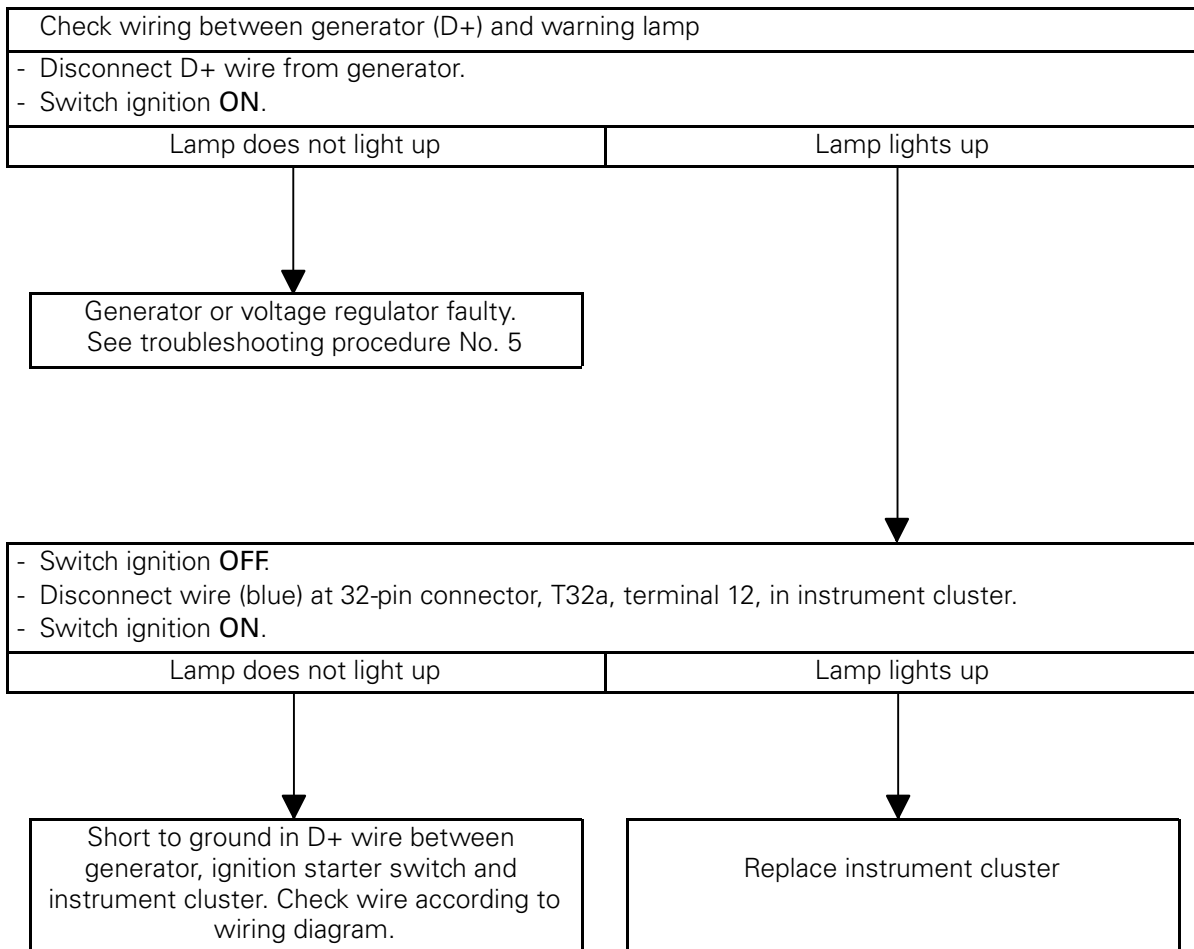 Check wiring between generator (D+) and warning lamp
- Disconnect D+ wire from generator.
- Switch ignition ON.
Lamp does not light up
Lamp lights up
Generator or voltage regulator faulty.
See troubleshooting procedure No. 5
- Switch ignition OFF.
- Disconnect wire (blue) at 32-pin connector, T32a, terminal 12, in instrument cluster.
- Switch ignition ON.
Lamp does not light up
Lamp lights up
Short to ground in D+ wire between
generator, ignition starter switch and
instrument cluster. Check wire according to
wiring diagram.
Replace instrument cluster